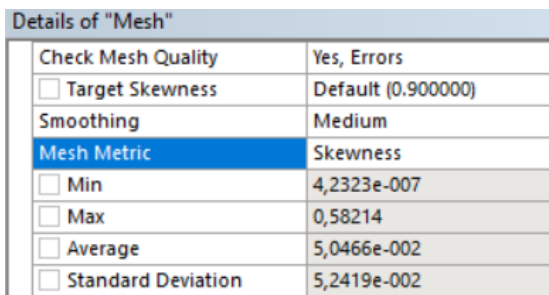 Details of "Mesh"
Check Mesh Quality Yes, Errors
Target Skewness Default (0.900000)
Smoothing Medium
Mesh Metric Skewness
Min 4,2323e-007
Max 0,58214
Average 5,0466e-002
Standard Deviation 5,2419e-002